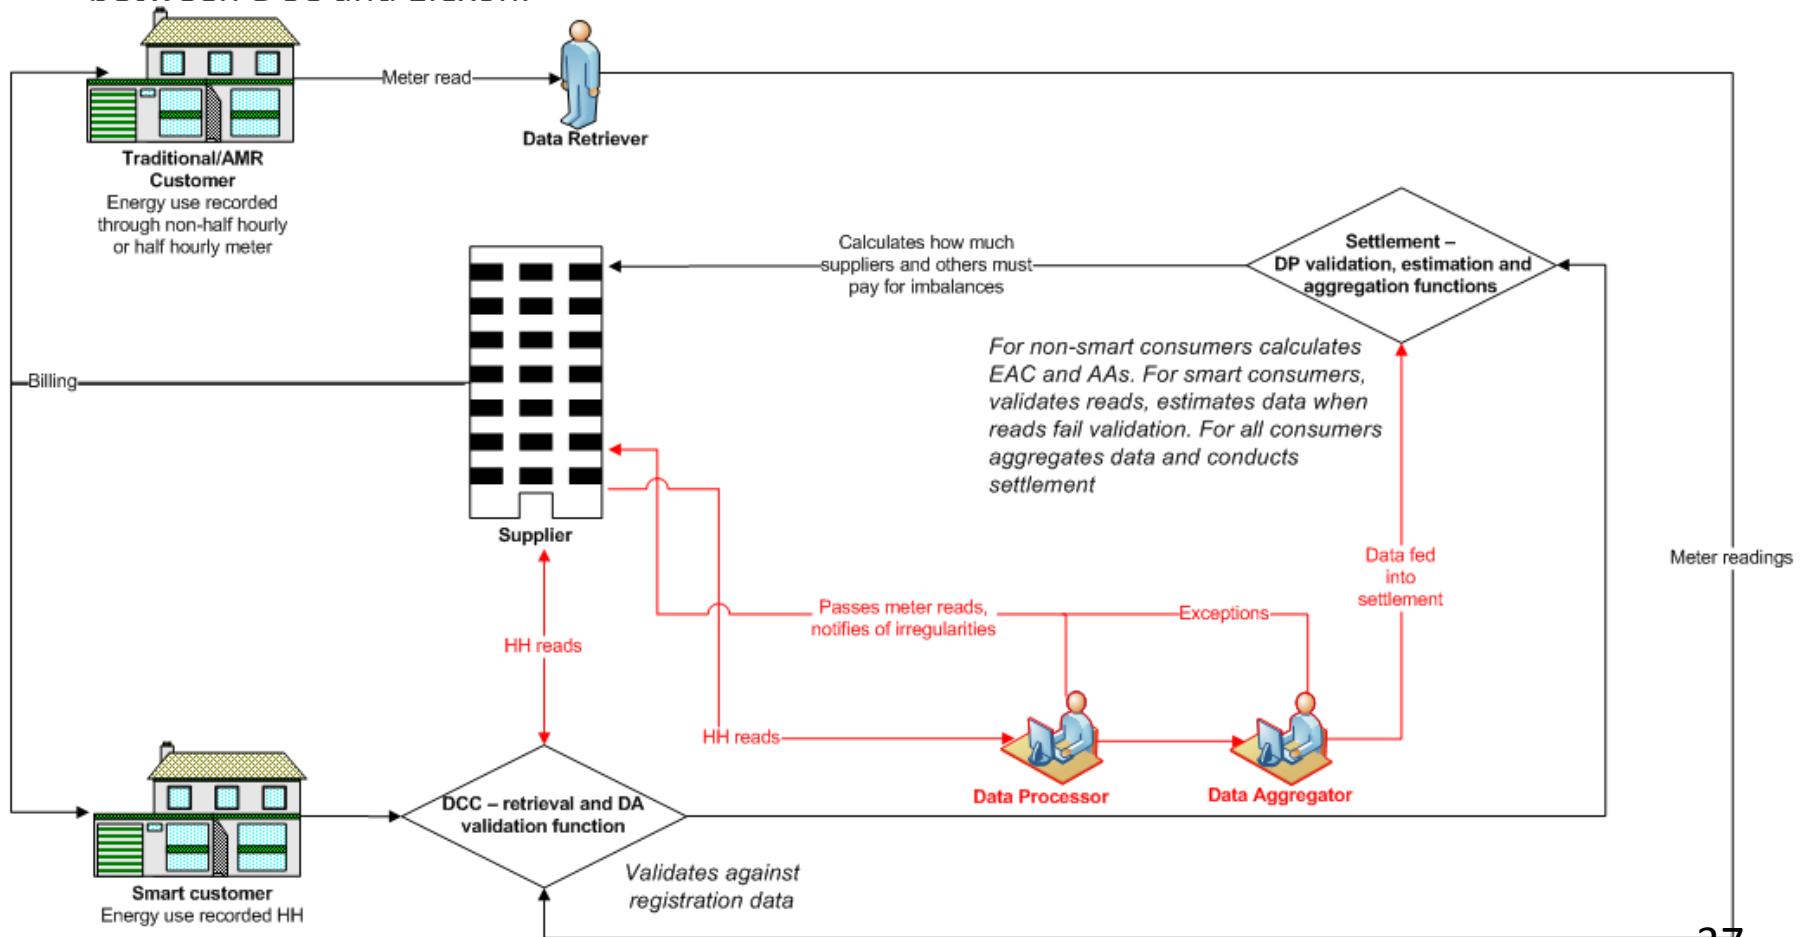 Meter read
Data Retriever
Traditional/AMR
Customer
Energy use recorded
through non-half hourly
or half hourly meter
Calculates how much
suppliers and others must
pay for imbalances
Settlement –
DP validation, estimation and
aggregation functions
For non-smart consumers calculates
EAC and AAs. For smart consumers,
validates reads, estimates data when
reads fail validation. For all consumers
aggregates data and conducts
settlement
Billing
Supplier
Data fed
into
settlement
Meter readings
Passes meter reads,
notifies of irregularities
Exceptions
HH reads
HH reads
Data Processor
Data Aggregator
DCC – retrieval and DA
validation function
Validates against
registration data
Smart customer
Energy use recorded HH